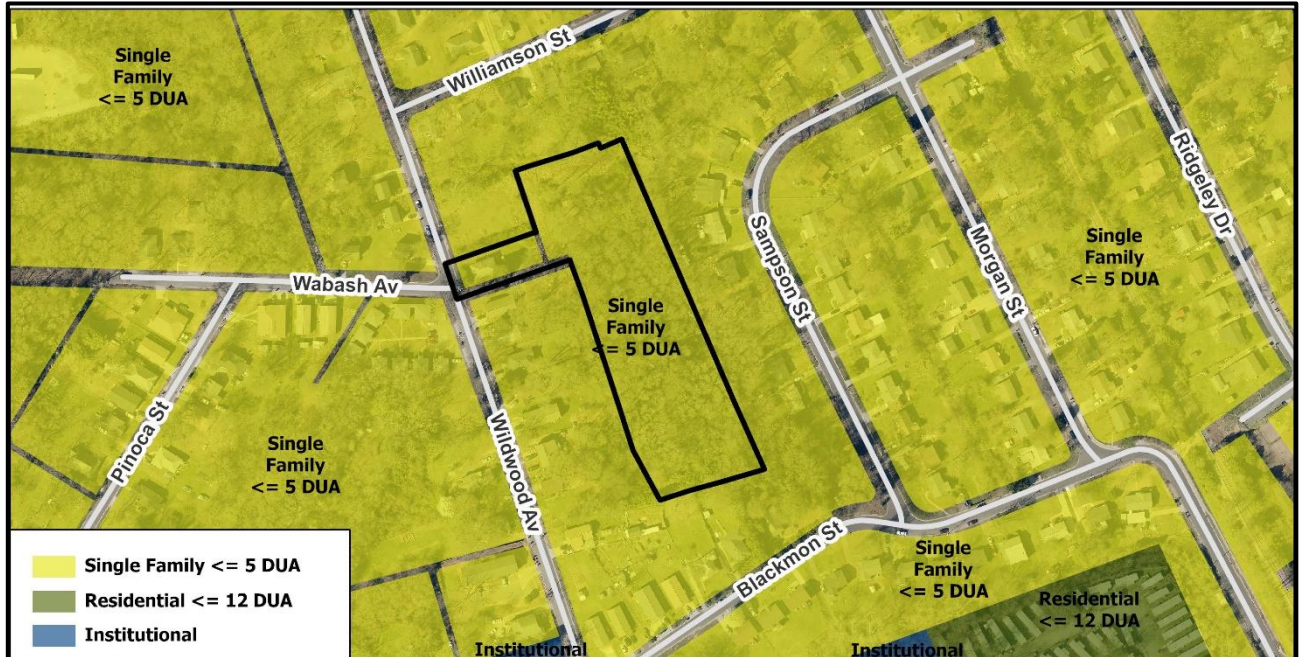 Williamson St
Single
Family
<= 5 DUA
Ridgeley Dr
Sampson St
Morgan St
Single
Family
<= 5 DUA
Wabash Av
Single
Family
<= 5 DUA
Pinoca St
Wildwood Av
Single
Family
<= 5 DUA
Blackmon St
Single
Family
<= 5 DUA
Residential
<= 12 DUA
Institutional
Institutional
Single Family <= 5 DUA
Residential <= 12 DUA
Institutional